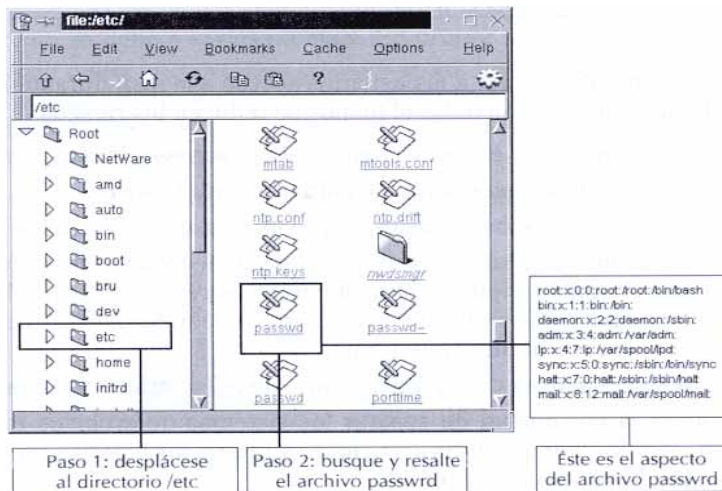 file:/etc/
File Edit View Bookmarks Cache Options Help
?
/etc
Root
NetWare
amd
auto
bin
boot
bru
dev
etc
home
initrd
mtab mtools.conf
ntp.conf ntp.drift
ntp.keys nwdsmgr
passwd passwd-
passwd porttime
root:x:0:0:root:/root:/bin/bash
bin:x:1:1:bin:/bin:
daemon:x:2:2:daemon:/sbin:
adm:x:3:4:adm:/var/adm:
lp:x:4:7:lp:/var/spool/lpd:
sync:x:5:0:sync:/sbin:/bin/sync
halt:x:7:0:halt:/sbin:/sbin/halt
mail:x:8:12:mail:/var/spool/mail:
Paso 1: desplácese
al directorio /etc
Paso 2: busque y resalte
el archivo passwrd
Éste es el aspecto
del archivo passwrd